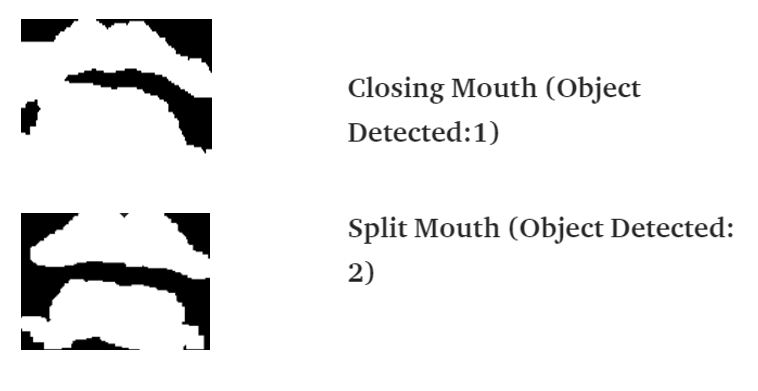 Closing Mouth (Object
Detected:1)
Split Mouth (Object Detected:
2)